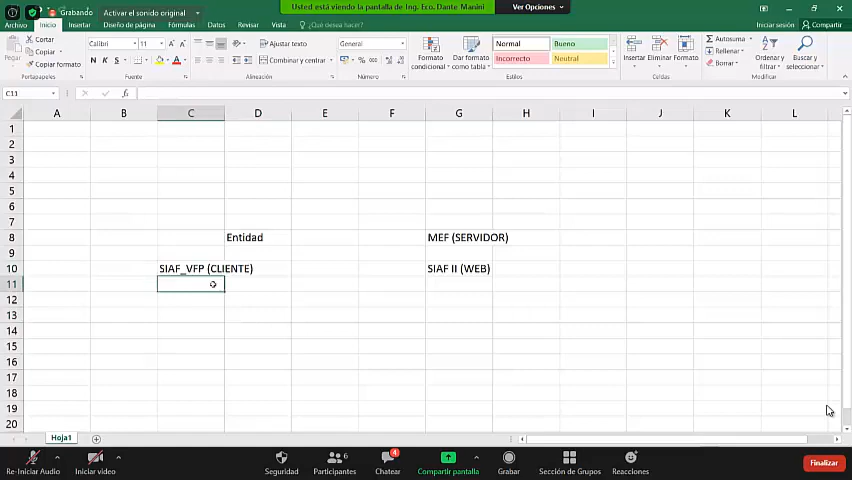 Grabando
Activar el sonido original
Usted está viendo la pantalla de Ing. Eco. Dante Manini
Ver Opciones
Archivo Inicio Insertar Diseño de página Fórmulas Datos Revisar Vista ¿Qué desea hacer? Iniciar sesión Compartir
Pegar
Cortar
Copiar
Copiar formato
Portapapeles
Calibri 11
N K S
Fuente
Ajustar texto
Combinar y centrar
Alineación
General
% 000
Número
Formato condicional
Dar formato como tabla
Normal Bueno
Incorrecto Neutral
Estilos
Insertar Eliminar Formato
Celdas
Autosuma
Rellenar
Borrar
Ordenar y filtrar
Buscar y seleccionar
Modificar
C11 fx
A B C D E F G H I J K L
1
2
3
4
5
6
7
8 Entidad MEF (SERVIDOR)
9
10 SIAF_VFP (CLIENTE) SIAF II (WEB)
11
12
13
14
15
16
17
18
19
20
Hoja1
Re-Iniciar Audio Iniciar video Seguridad Participantes 6 Chatear 4 Compartir pantalla Grabar Sección de Grupos Reacciones Finalizar